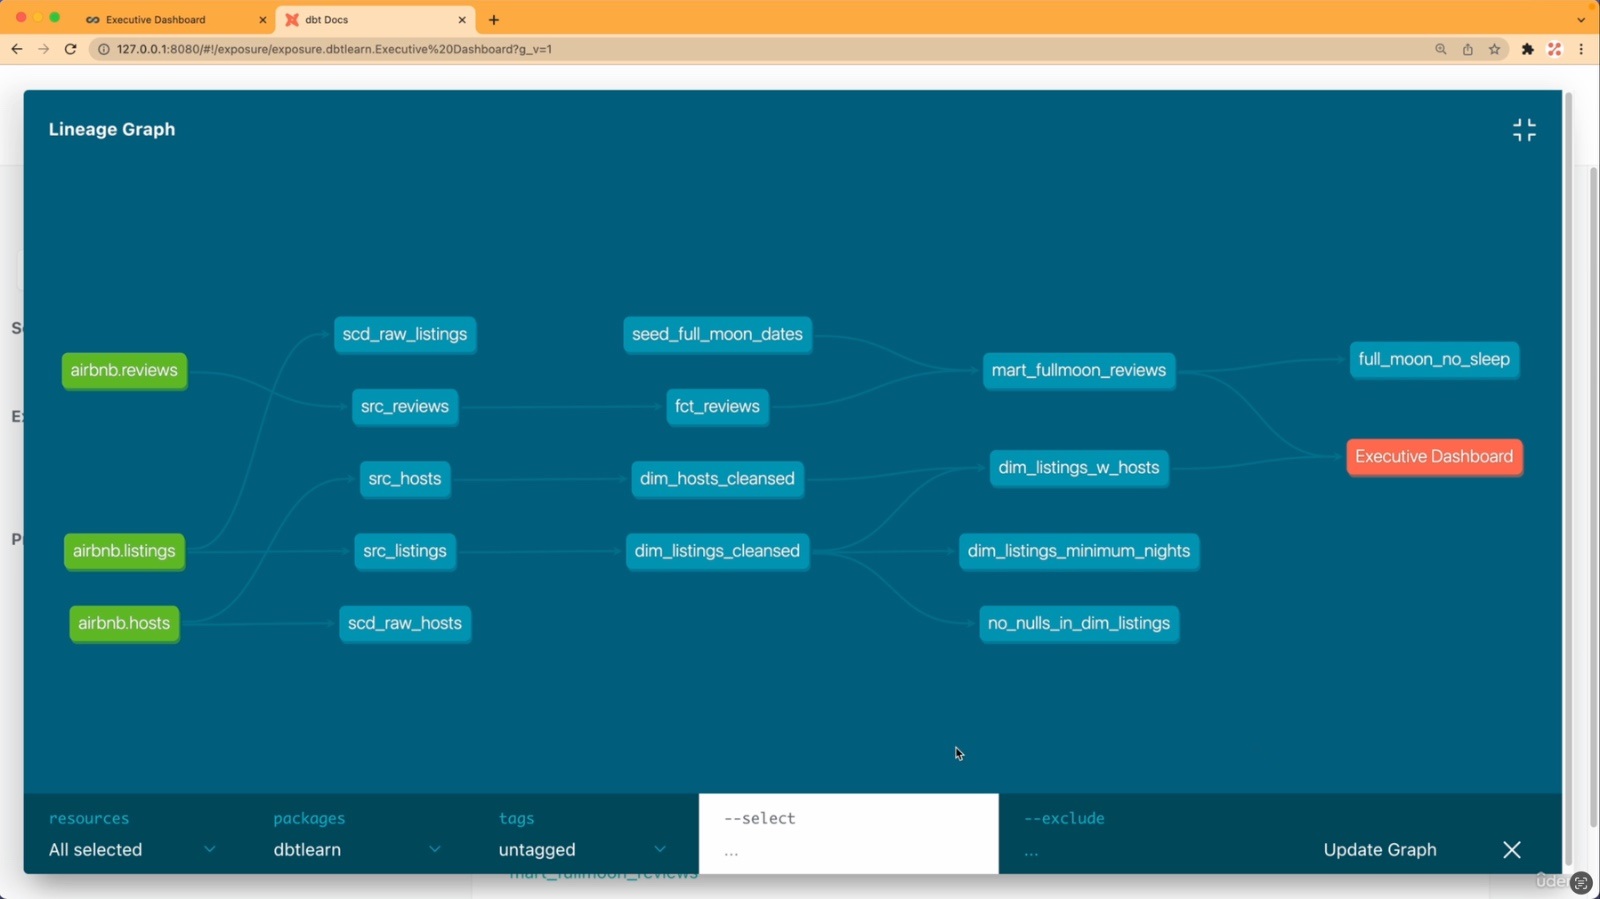 Executive Dashboard
dbt Docs
127.0.0.1:8080/#!/exposure/exposure.dbtlearn.Executive%20Dashboard?g_v=1
Lineage Graph
scd_raw_listings
seed_full_moon_dates
airbnb.reviews
mart_fullmoon_reviews
full_moon_no_sleep
src_reviews
fct_reviews
Executive Dashboard
src_hosts
dim_hosts_cleansed
dim_listings_w_hosts
airbnb.listings
src_listings
dim_listings_cleansed
dim_listings_minimum_nights
airbnb.hosts
scd_raw_hosts
no_nulls_in_dim_listings
resources
packages
tags
--select
--exclude
All selected
dbtlearn
untagged
...
...
Update Graph
mart_fullmoon_reviews